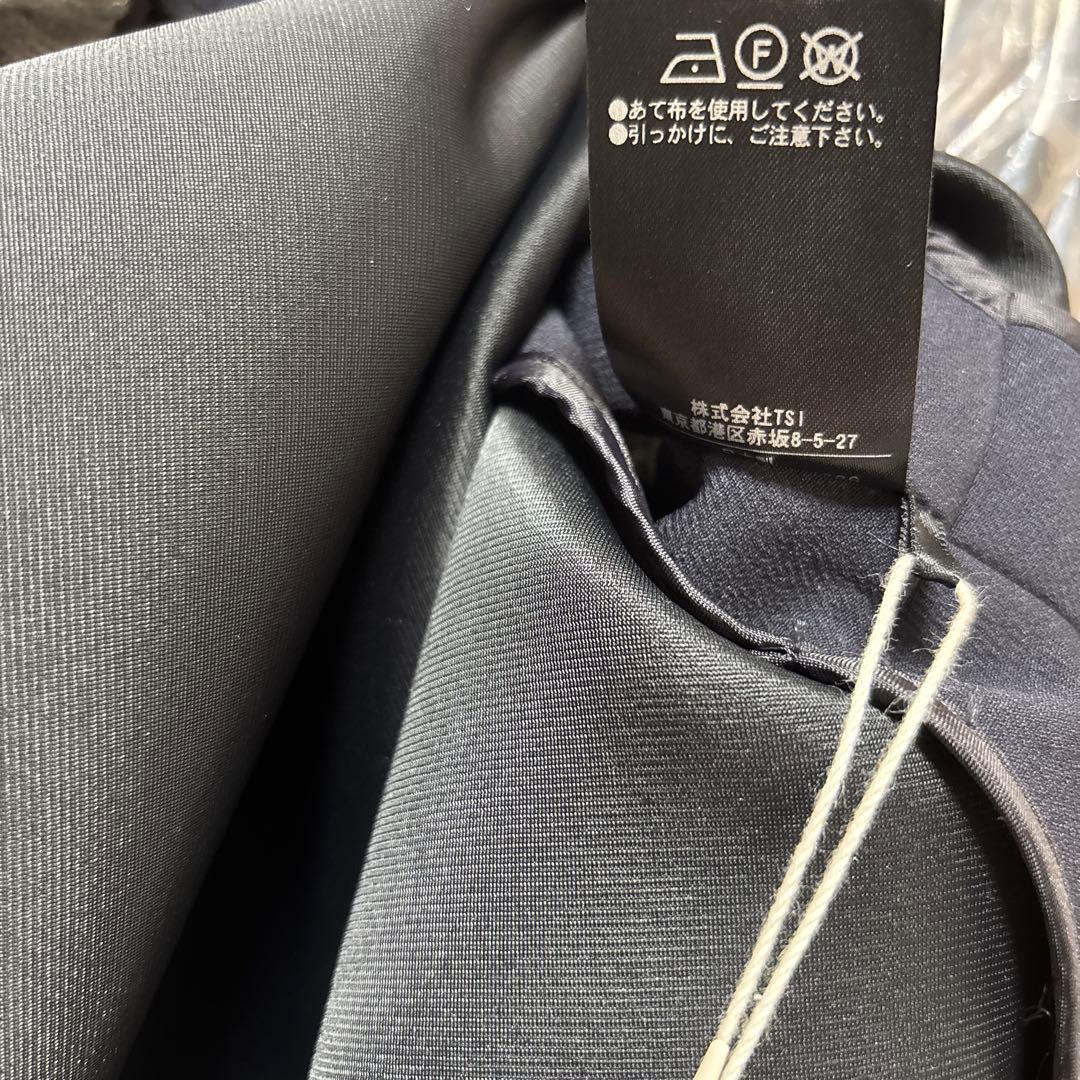 F W
●あて布を使用してください。
●引っかけに、ご注意下さい。
株式会社TSI
東京都港区赤坂8-5-27